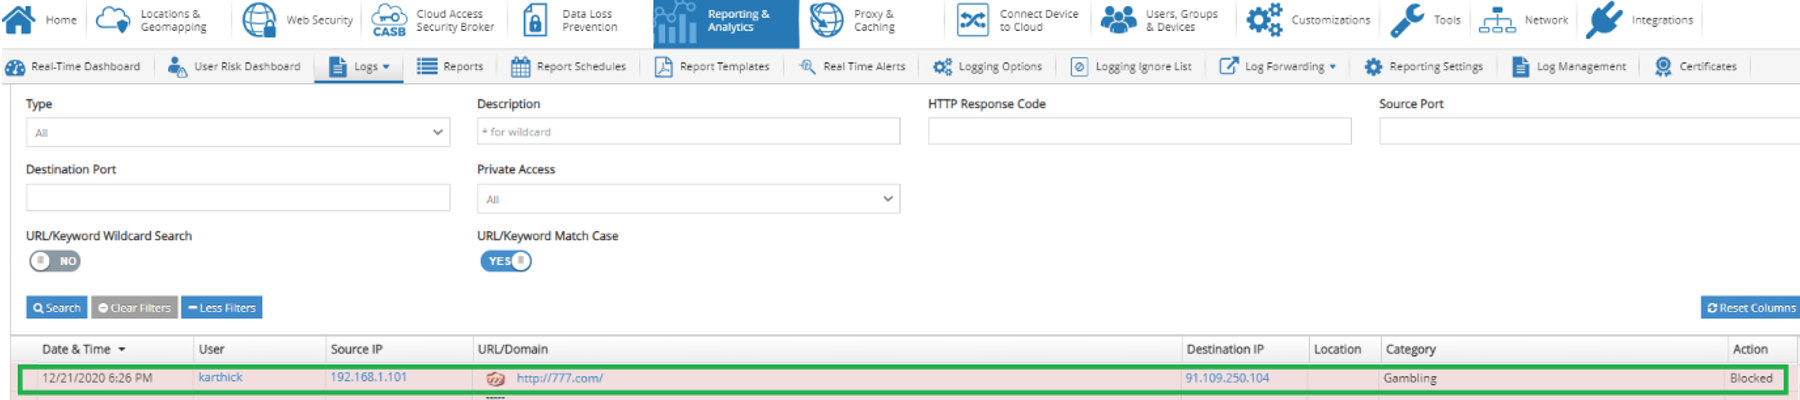 Home
Locations &
Geomapping
Web Security
CASB
Cloud Access
Security Broker
Data Loss
Prevention
Reporting &
Analytics
Proxy &
Caching
Connect Device
to Cloud
Users, Groups
& Devices
Customizations
Tools
Network
Integrations
Real-Time Dashboard
User Risk Dashboard
Logs
Reports
Report Schedules
Report Templates
Real Time Alerts
Logging Options
Logging Ignore List
Log Forwarding
Reporting Settings
Log Management
Certificates
Type
Description
HTTP Response Code
Source Port
All
* for wildcard
Destination Port
Private Access
All
URL/Keyword Wildcard Search
URL/Keyword Match Case
NO
YES
Search
Clear Filters
Less Filters
Reset Columns
Date & Time
User
Source IP
URL/Domain
Destination IP
Location
Category
Action
12/21/2020 6:26 PM
karthick
192.168.1.101
http://777.com/
91.109.250.104
Gambling
Blocked